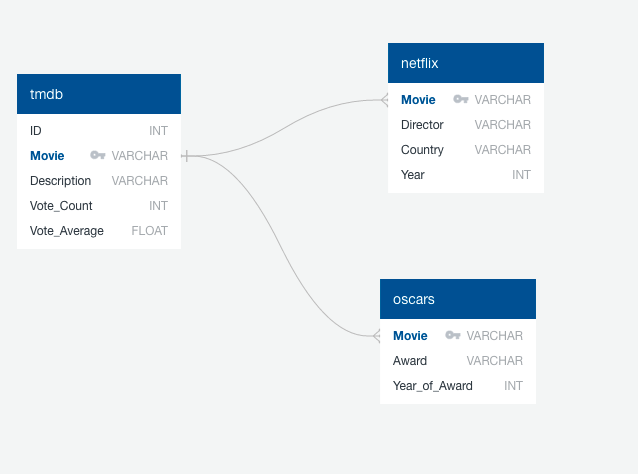 tmdb
ID INT
Movie VARCHAR
Description VARCHAR
Vote_Count INT
Vote_Average FLOAT
netflix
Movie VARCHAR
Director VARCHAR
Country VARCHAR
Year INT
oscars
Movie VARCHAR
Award VARCHAR
Year_of_Award INT